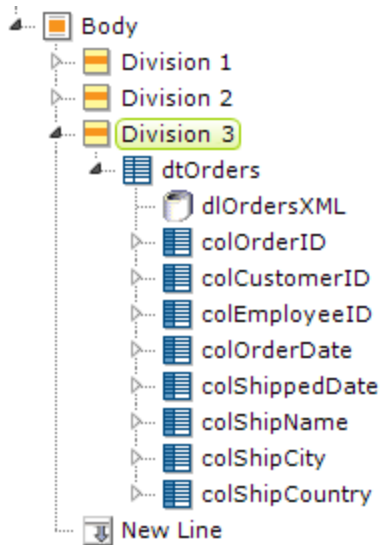 Body
Division 1
Division 2
Division 3
dtOrders
dlOrdersXML
colOrderID
colCustomerID
colEmployeeID
colOrderDate
colShippedDate
colShipName
colShipCity
colShipCountry
New Line